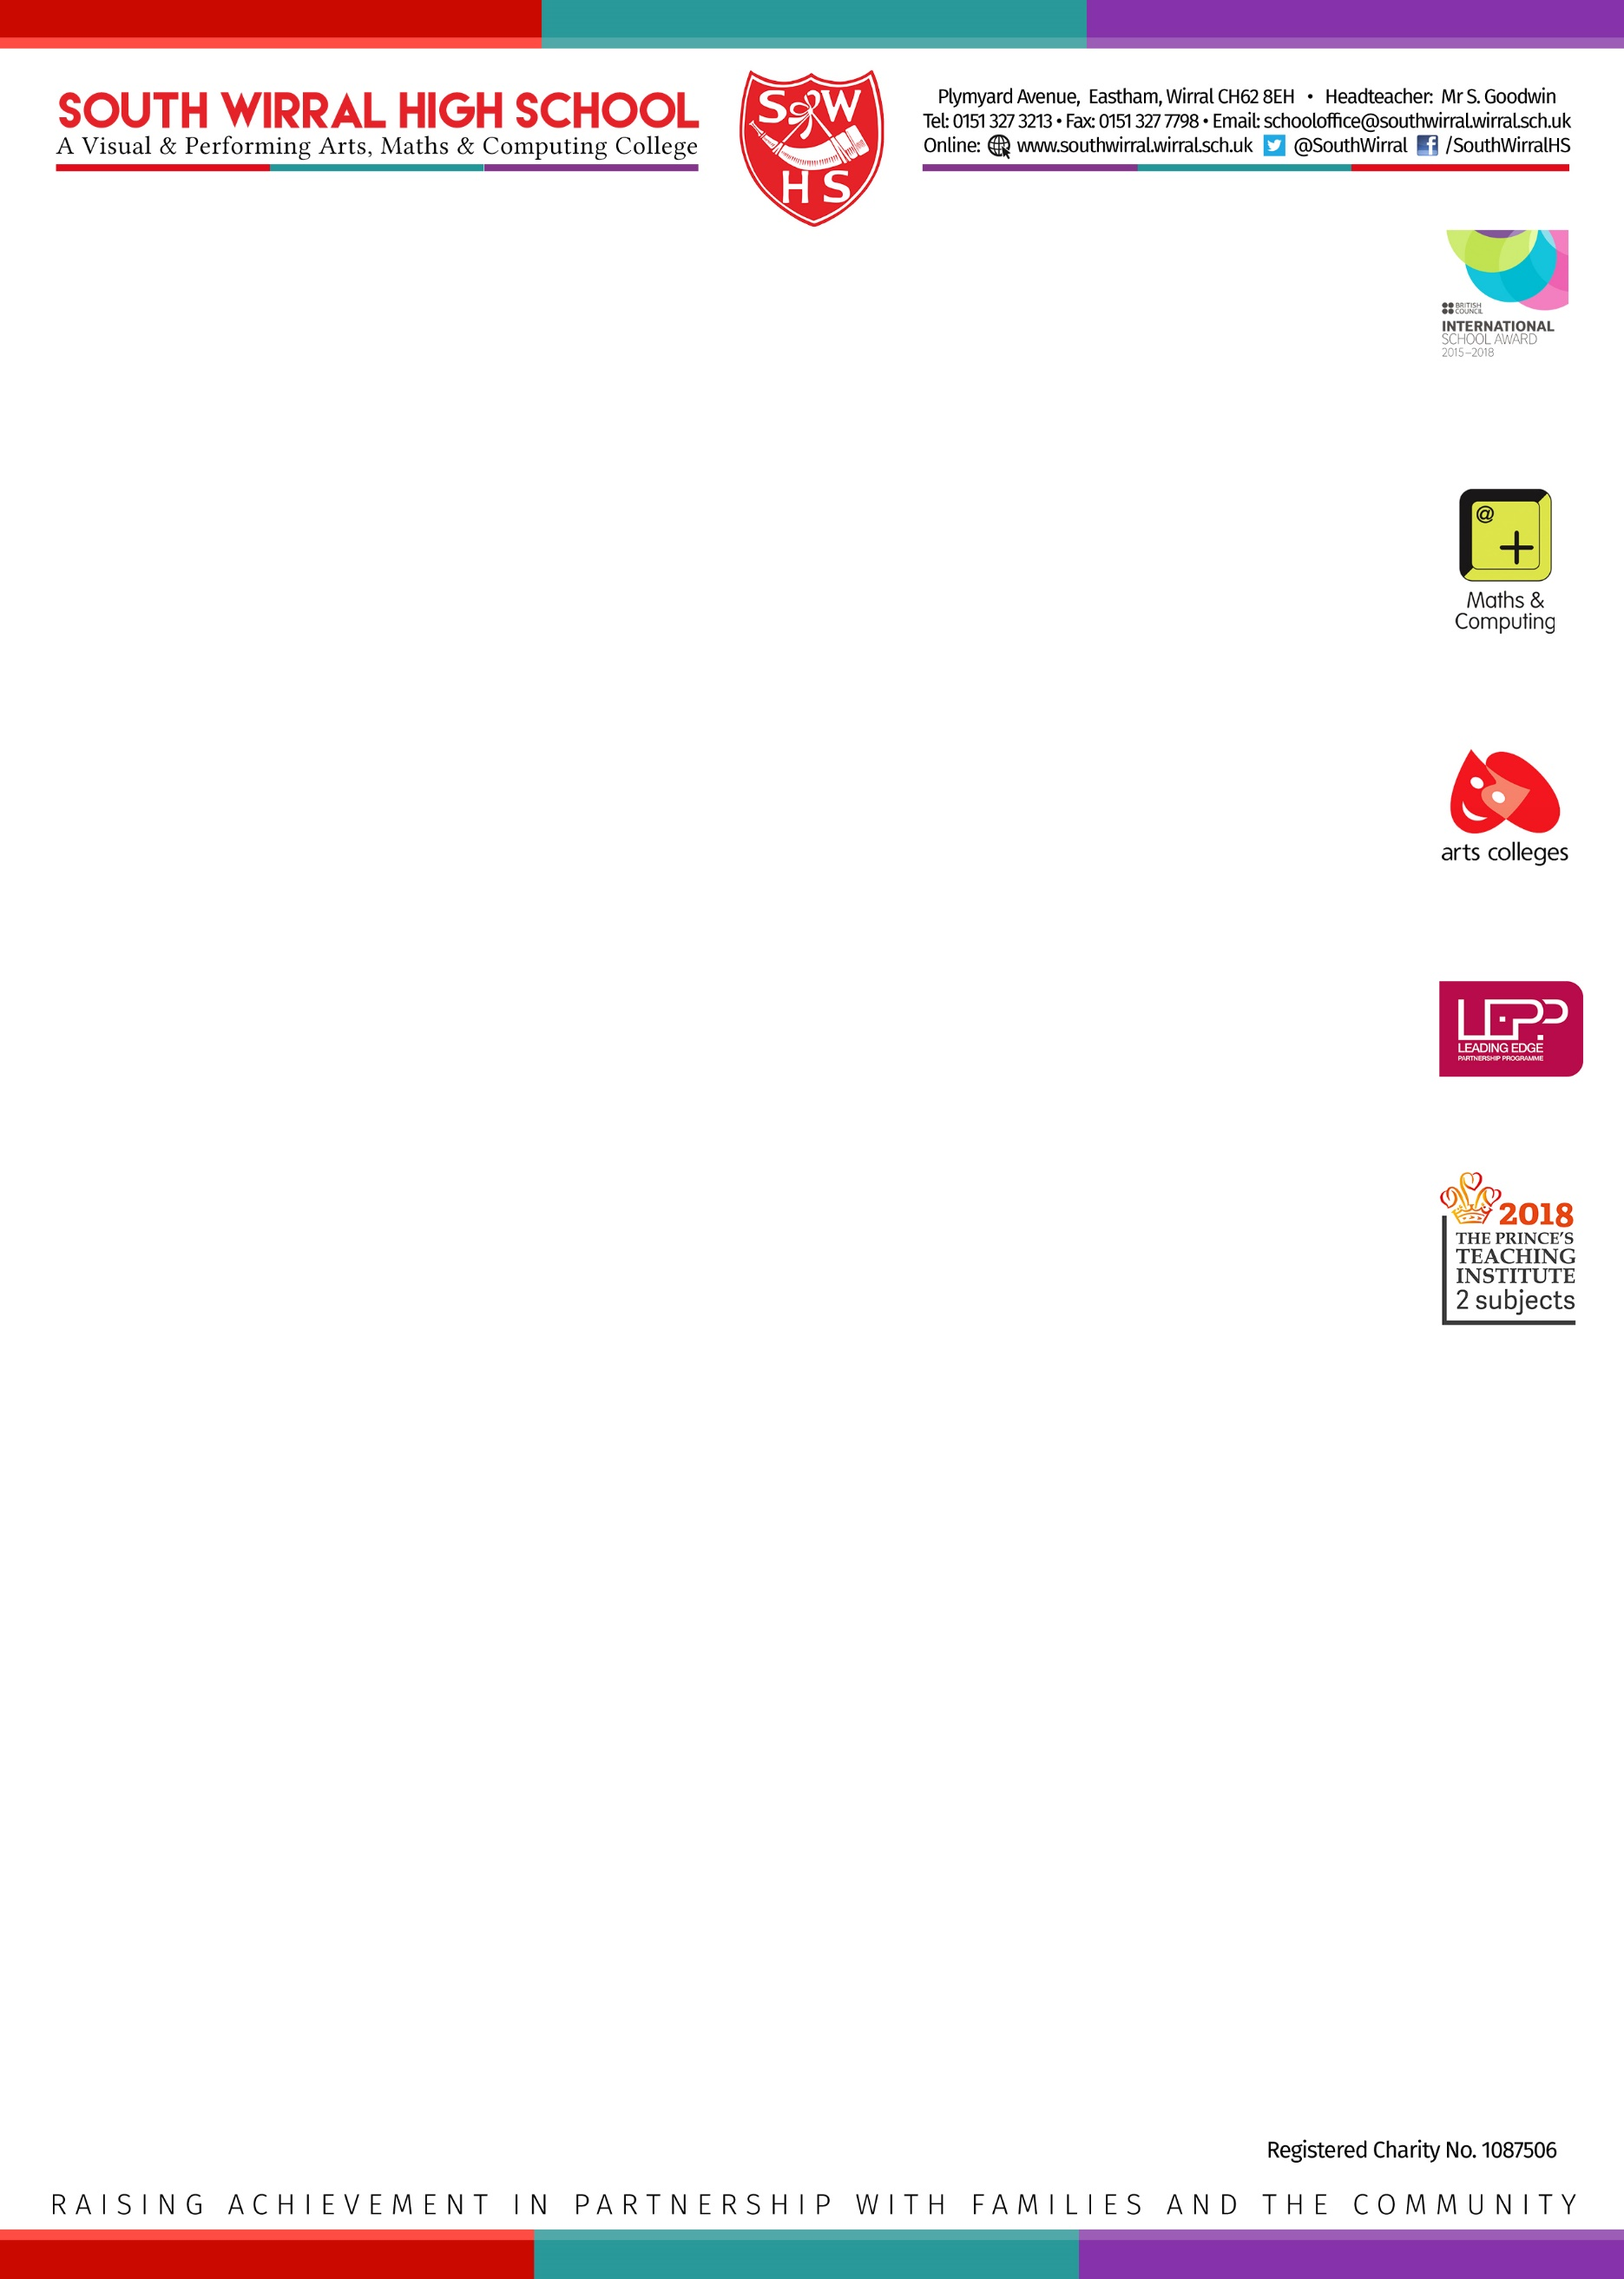 SOUTH WIRRAL HIGH SCHOOL
A Visual & Performing Arts, Maths & Computing College
S W
H S
Plymyard Avenue, Eastham, Wirral CH62 8EH • Headteacher: Mr S. Goodwin
Tel: 0151 327 3213 • Fax: 0151 327 7798 • Email: schooloffice@southwirral.wirral.sch.uk
Online: www.southwirral.wirral.sch.uk @SouthWirral /SouthWirralHS
BRITISH
COUNCIL
INTERNATIONAL
SCHOOL AWARD
2015–2018
@
+
Maths &
Computing
arts colleges
LEPP
LEADING EDGE
PARTNERSHIP PROGRAMME
2018
THE PRINCE'S
TEACHING
INSTITUTE
2 subjects
Registered Charity No. 1087506
RAISING ACHIEVEMENT IN PARTNERSHIP WITH FAMILIES AND THE COMMUNITY